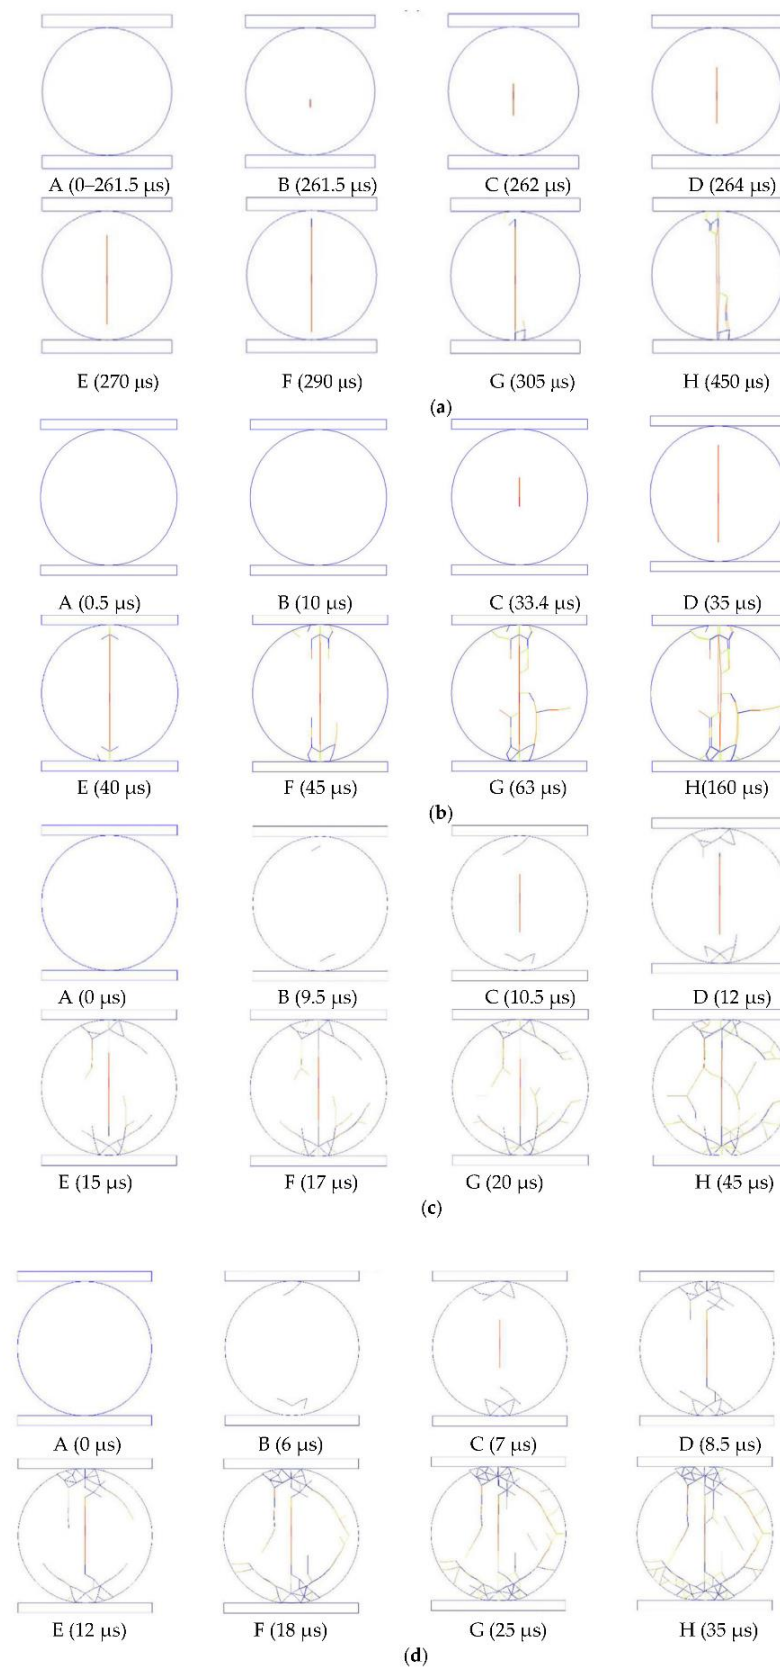 A (0–261.5 μs) B (261.5 μs) C (262 μs) D (264 μs)
E (270 μs) F (290 μs) G (305 μs) H (450 μs)
(a)
A (0.5 μs) B (10 μs) C (33.4 μs) D (35 μs)
E (40 μs) F (45 μs) G (63 μs) H(160 μs)
(b)
A (0 μs) B (9.5 μs) C (10.5 μs) D (12 μs)
E (15 μs) F (17 μs) G (20 μs) H (45 μs)
(c)
A (0 μs) B (6 μs) C (7 μs) D (8.5 μs)
E (12 μs) F (18 μs) G (25 μs) H (35 μs)
(d)